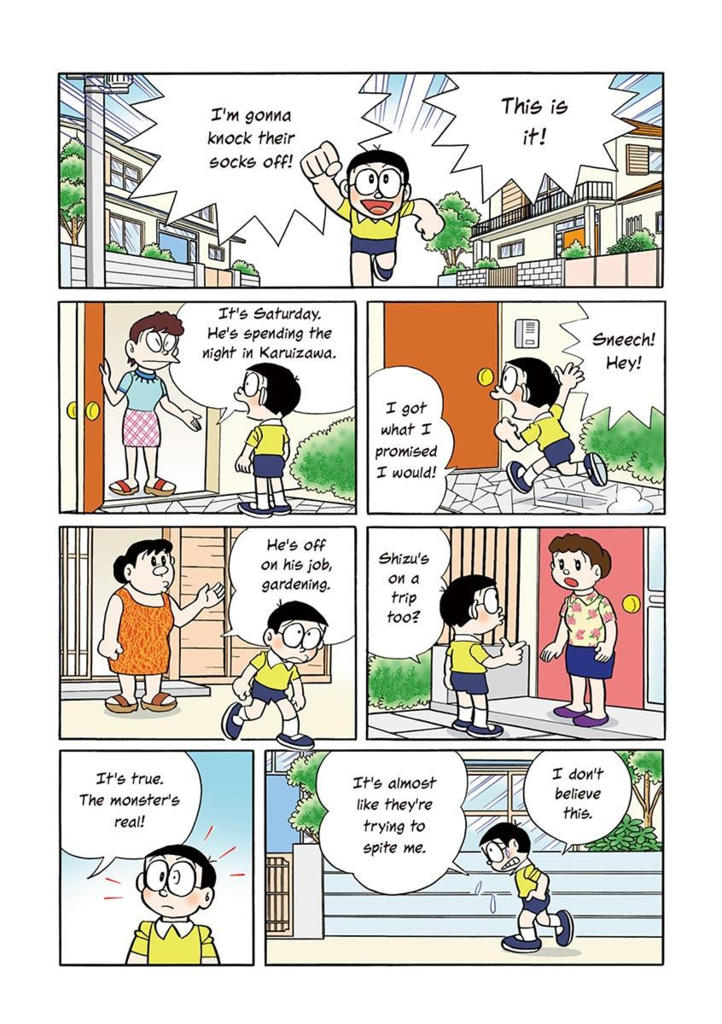 This is
it!
I'm gonna
knock their
socks off!
Sneech!
Hey!
I got
what I
promised
I would!
It's Saturday.
He's spending the
night in Karuizawa.
Shizu's
on a
trip
too?
He's off
on his job,
gardening.
I don't
believe
this.
It's almost
like they're
trying to
spite me.
It's true.
The monster's
real!